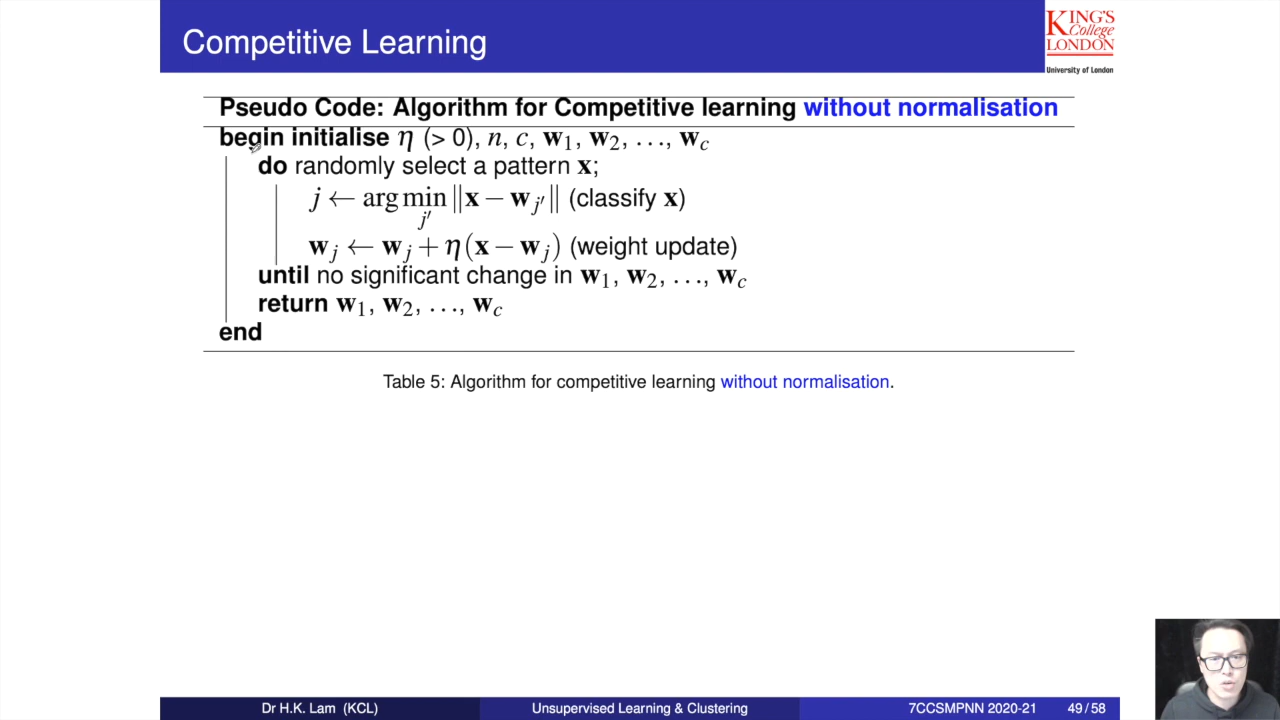 Competitive Learning
KING'S
College
LONDON
University of London
Pseudo Code: Algorithm for Competitive learning without normalisation
begin initialise η (> 0), n, c, w₁, w₂, …, w_c
do randomly select a pattern x;
j ← arg min_{j′} ‖x − w_{j′}‖ (classify x)
w_j ← w_j + η(x − w_j) (weight update)
until no significant change in w₁, w₂, …, w_c
return w₁, w₂, …, w_c
end
Table 5: Algorithm for competitive learning without normalisation.
Dr H.K. Lam (KCL) Unsupervised Learning & Clustering 7CCSMPNN 2020-21 49 / 58